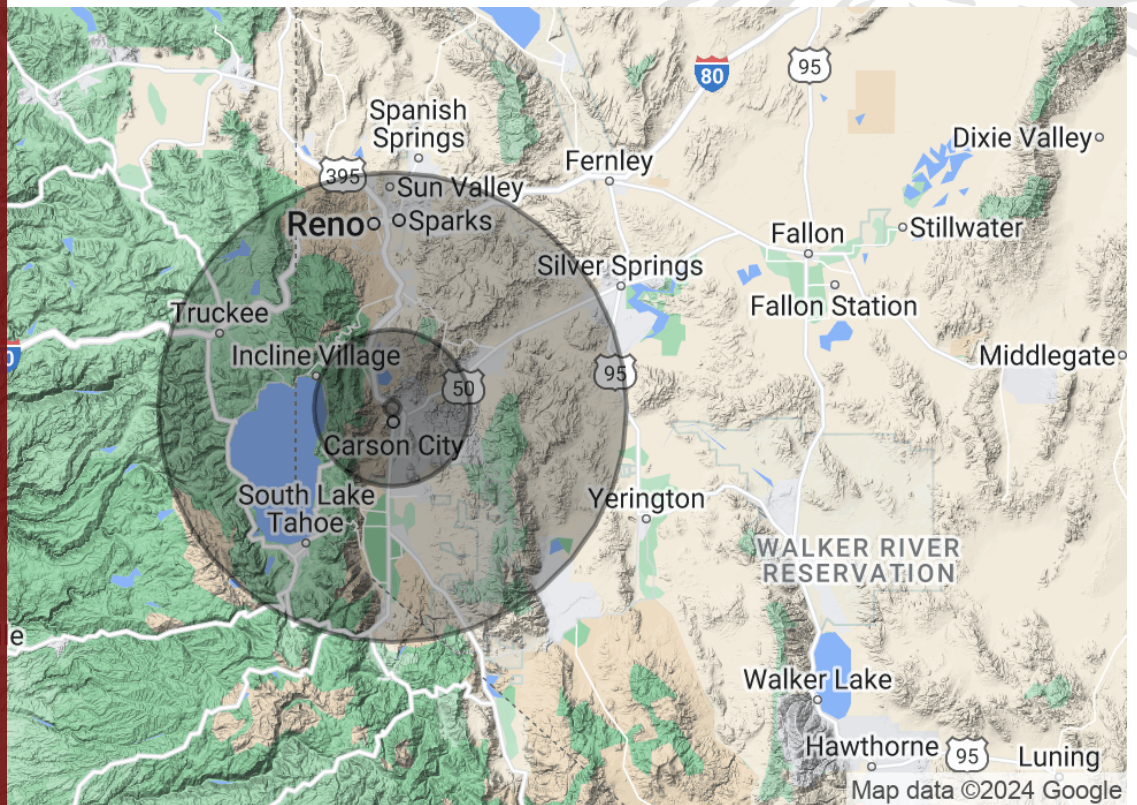 80
95
Spanish
Springs
Dixie Valley
Fernley
395
Sun Valley
Reno
Sparks
Stillwater
Fallon
Silver Springs
Fallon Station
Truckee
Incline Village
0
Middlegate
95
50
Carson City
South Lake
Tahoe
Yerington
WALKER RIVER
RESERVATION
le
Walker Lake
Hawthorne
95
Luning
Map data ©2024 Google